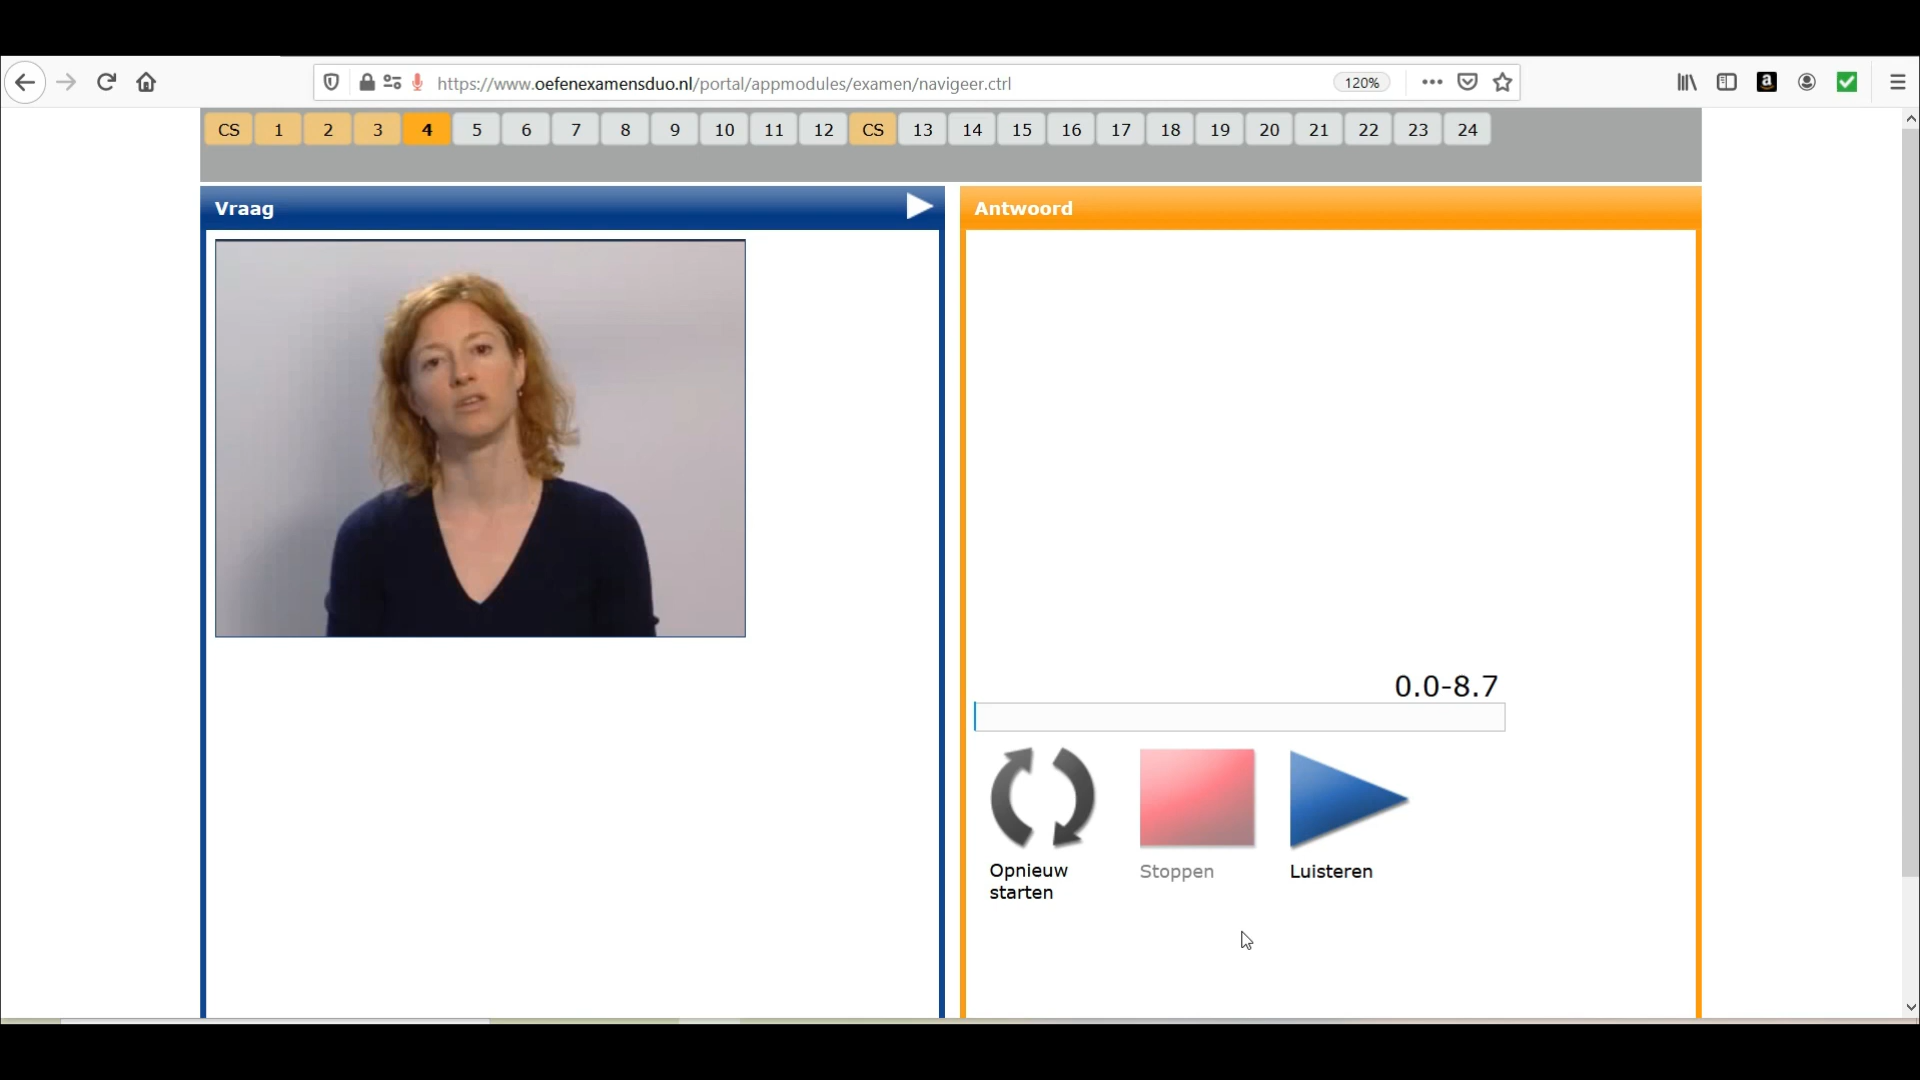 https://www.oefenexamensduo.nl/portal/appmodules/examen/navigeer.ctrl
120%
CS 1 2 3 4 5 6 7 8 9 10 11 12 CS 13 14 15 16 17 18 19 20 21 22 23 24
Vraag
Antwoord
0.0-8.7
Opnieuw
starten
Stoppen
Luisteren